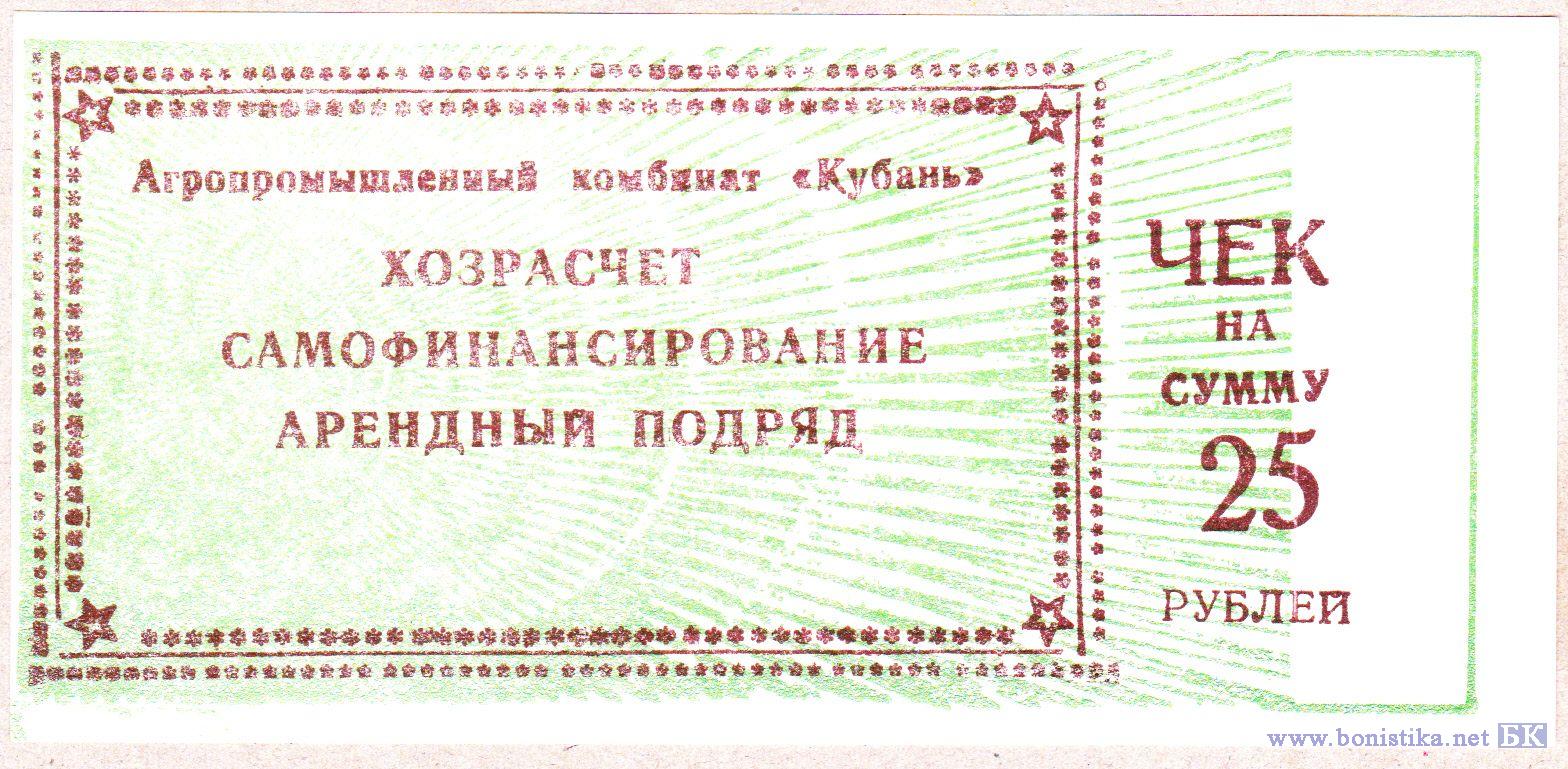 Агропромышленный комбинат «Кубань»
ХОЗРАСЧЕТ
САМОФИНАНСИРОВАНИЕ
АРЕНДНЫЙ ПОДРЯД
ЧЕК
НА
СУММУ
25
РУБЛЕЙ
www.bonistika.net БК